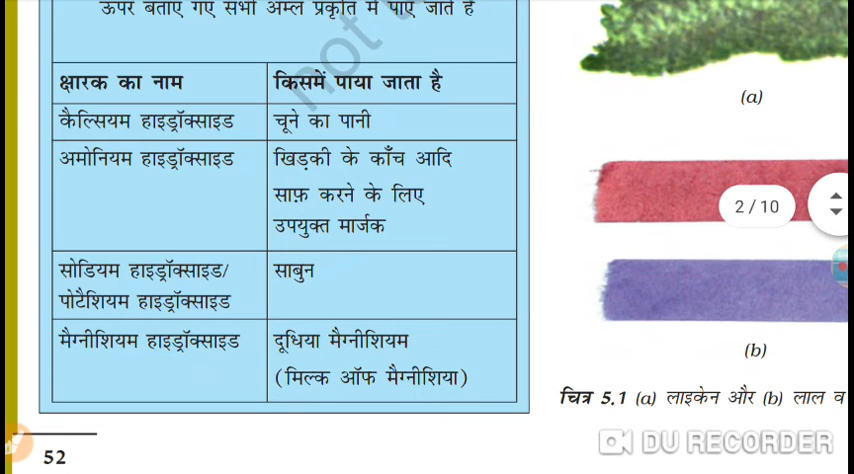 ऊपर बताए गए सभी अम्ल प्रकृति में पाए जाते हैं
क्षारक का नाम किसमें पाया जाता है
कैल्सियम हाइड्रॉक्साइड चूने का पानी
अमोनियम हाइड्रॉक्साइड खिड़की के काँच आदि
साफ़ करने के लिए
उपयुक्त मार्जक
सोडियम हाइड्रॉक्साइड/ साबुन
पोटैशियम हाइड्रॉक्साइड
मैग्नीशियम हाइड्रॉक्साइड दूधिया मैग्नीशियम
(मिल्क ऑफ मैग्नीशिया)
52
not
(a)
2 / 10
(b)
चित्र 5.1 (a) लाइकेन और (b) लाल व
DU RECORDER